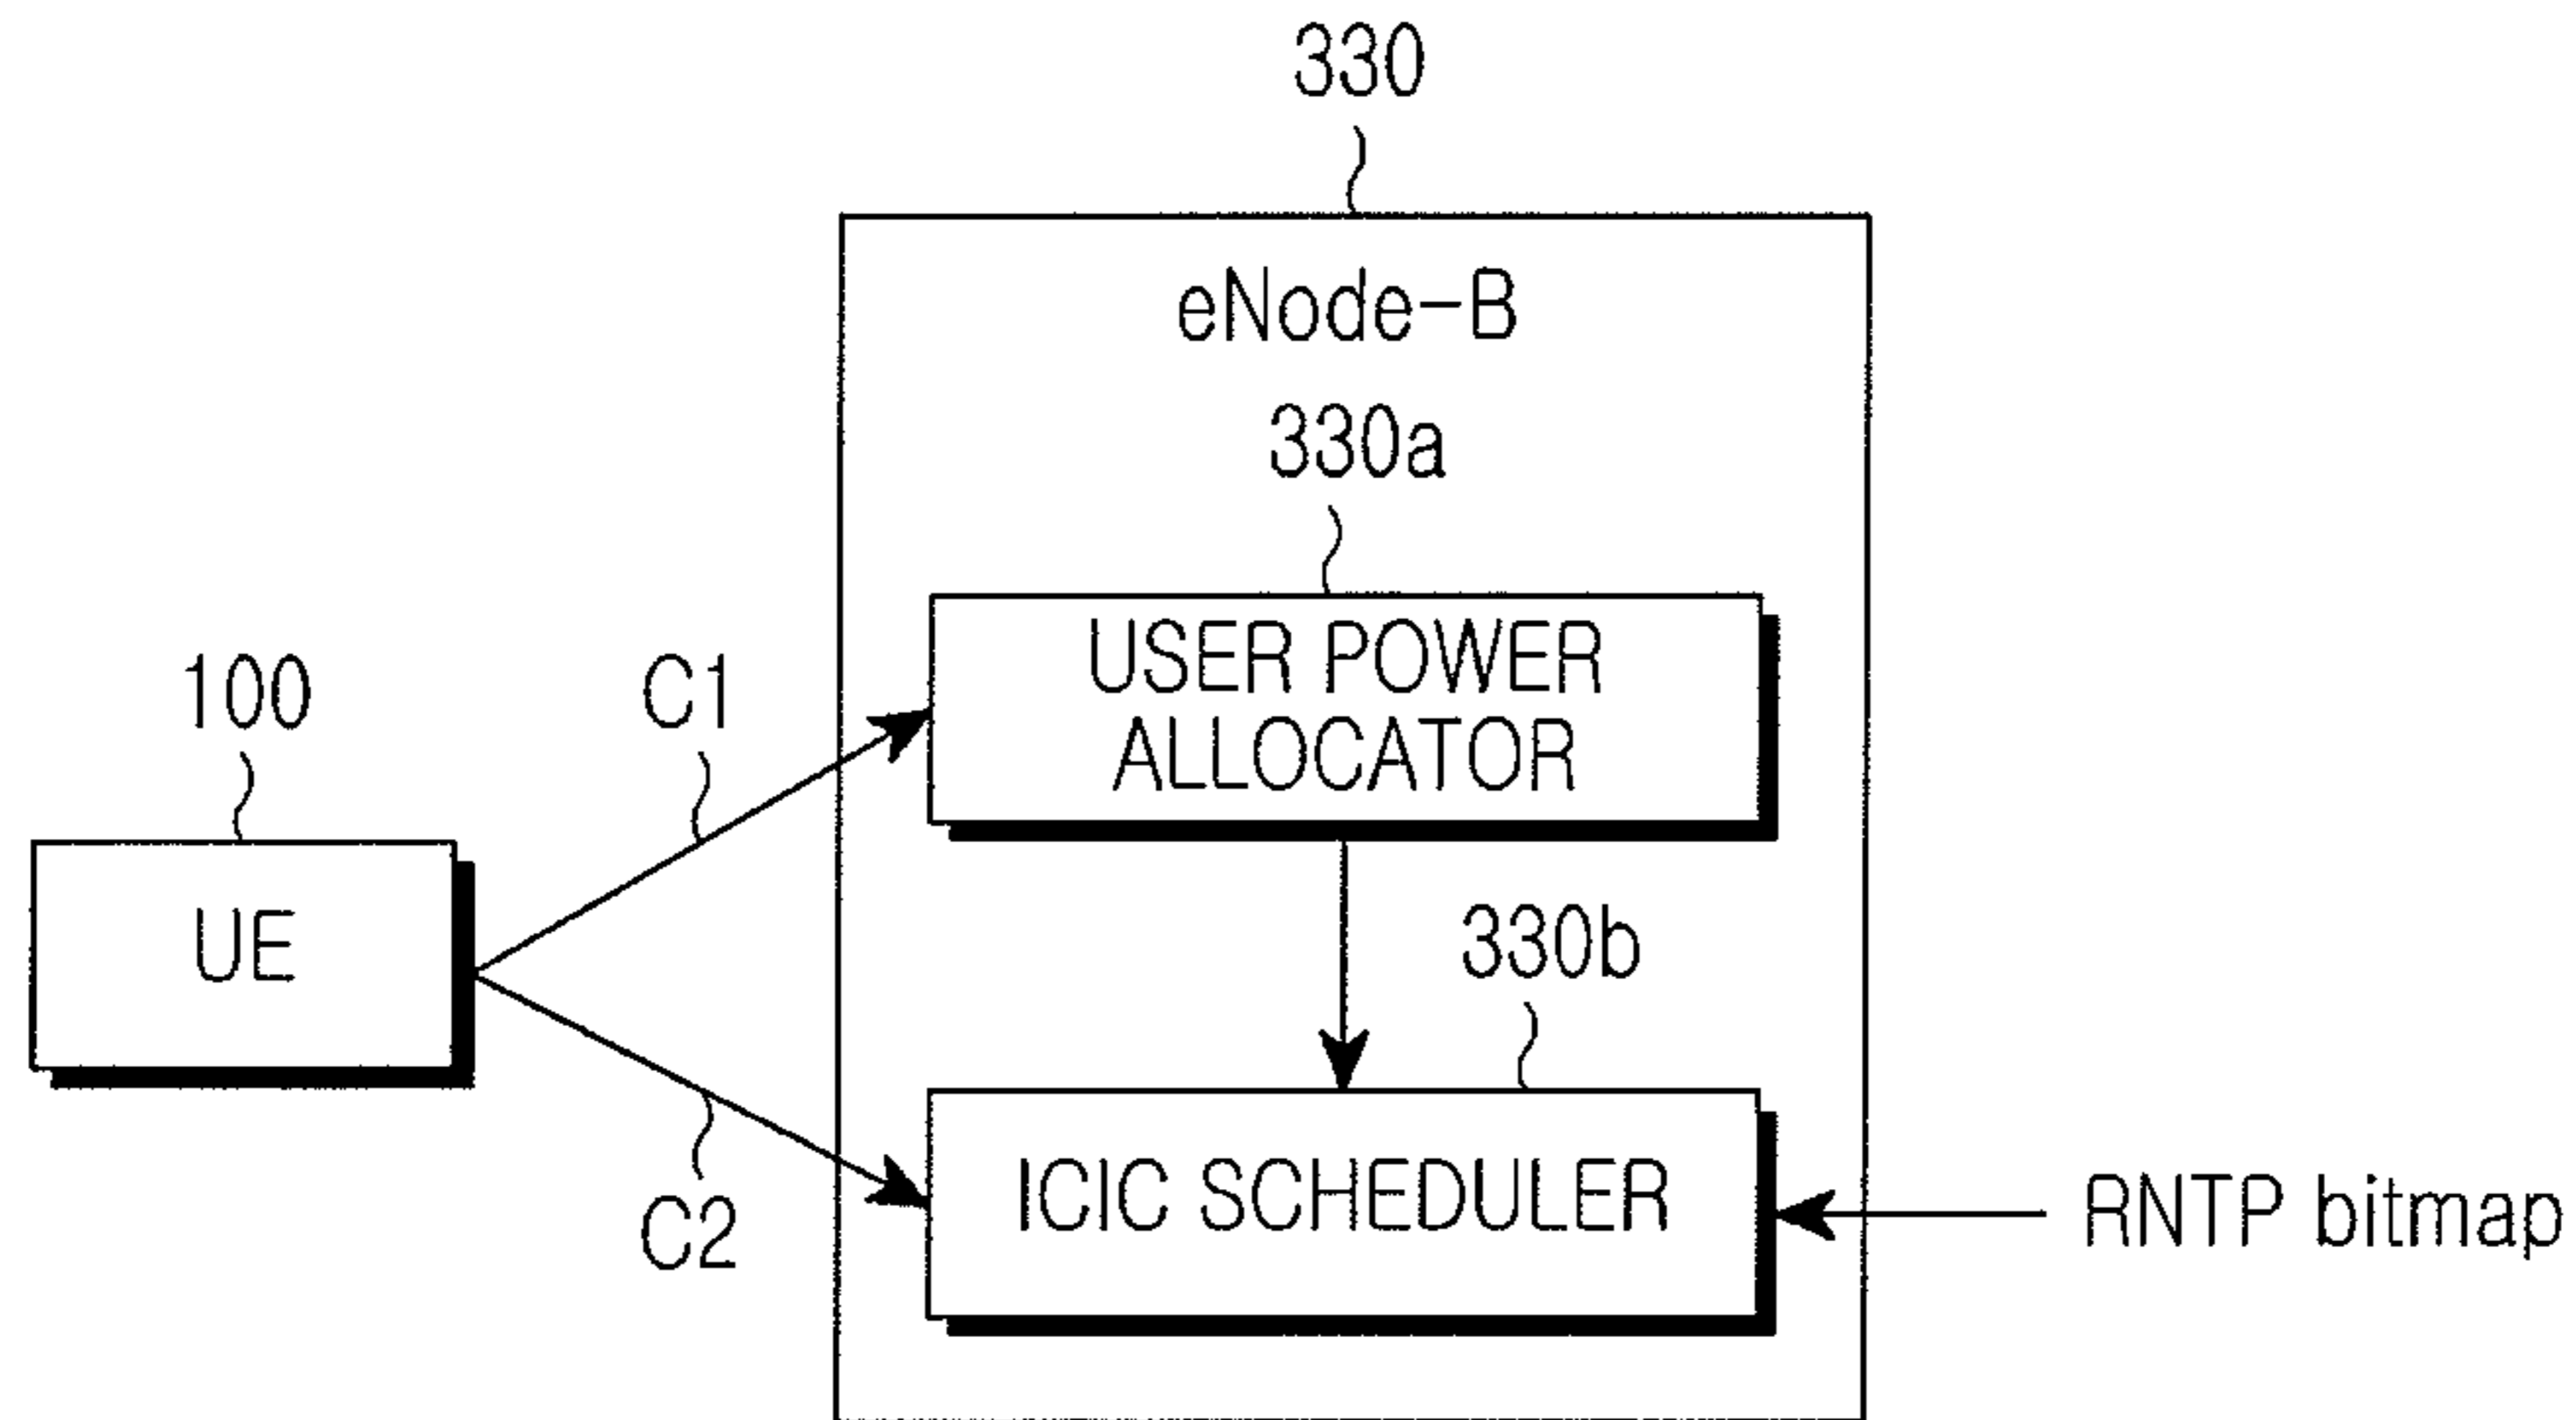 330
eNode-B
330a
USER POWER
ALLOCATOR
100
C1
UE
330b
C2
ICIC SCHEDULER
RNTP bitmap